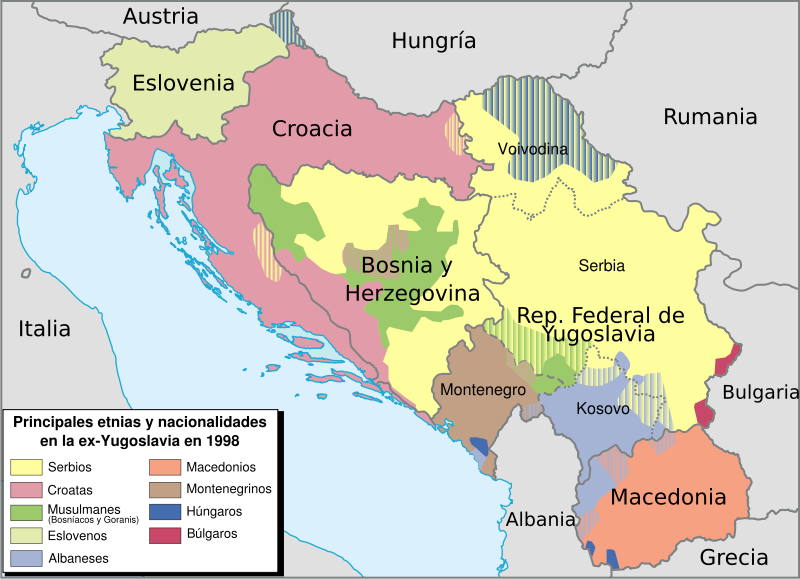 Austria
Hungría
Eslovenia
Rumania
Croacia
Voivodina
Bosnia y
Herzegovina
Serbia
Rep. Federal de
Yugoslavia
Italia
Montenegro
Kosovo
Bulgaria
Macedonia
Albania
Grecia
Principales etnias y nacionalidades
en la ex-Yugoslavia en 1998
Serbios
Croatas
Musulmanes
(Bosníacos y Goranis)
Eslovenos
Albaneses
Macedonios
Montenegrinos
Húngaros
Búlgaros